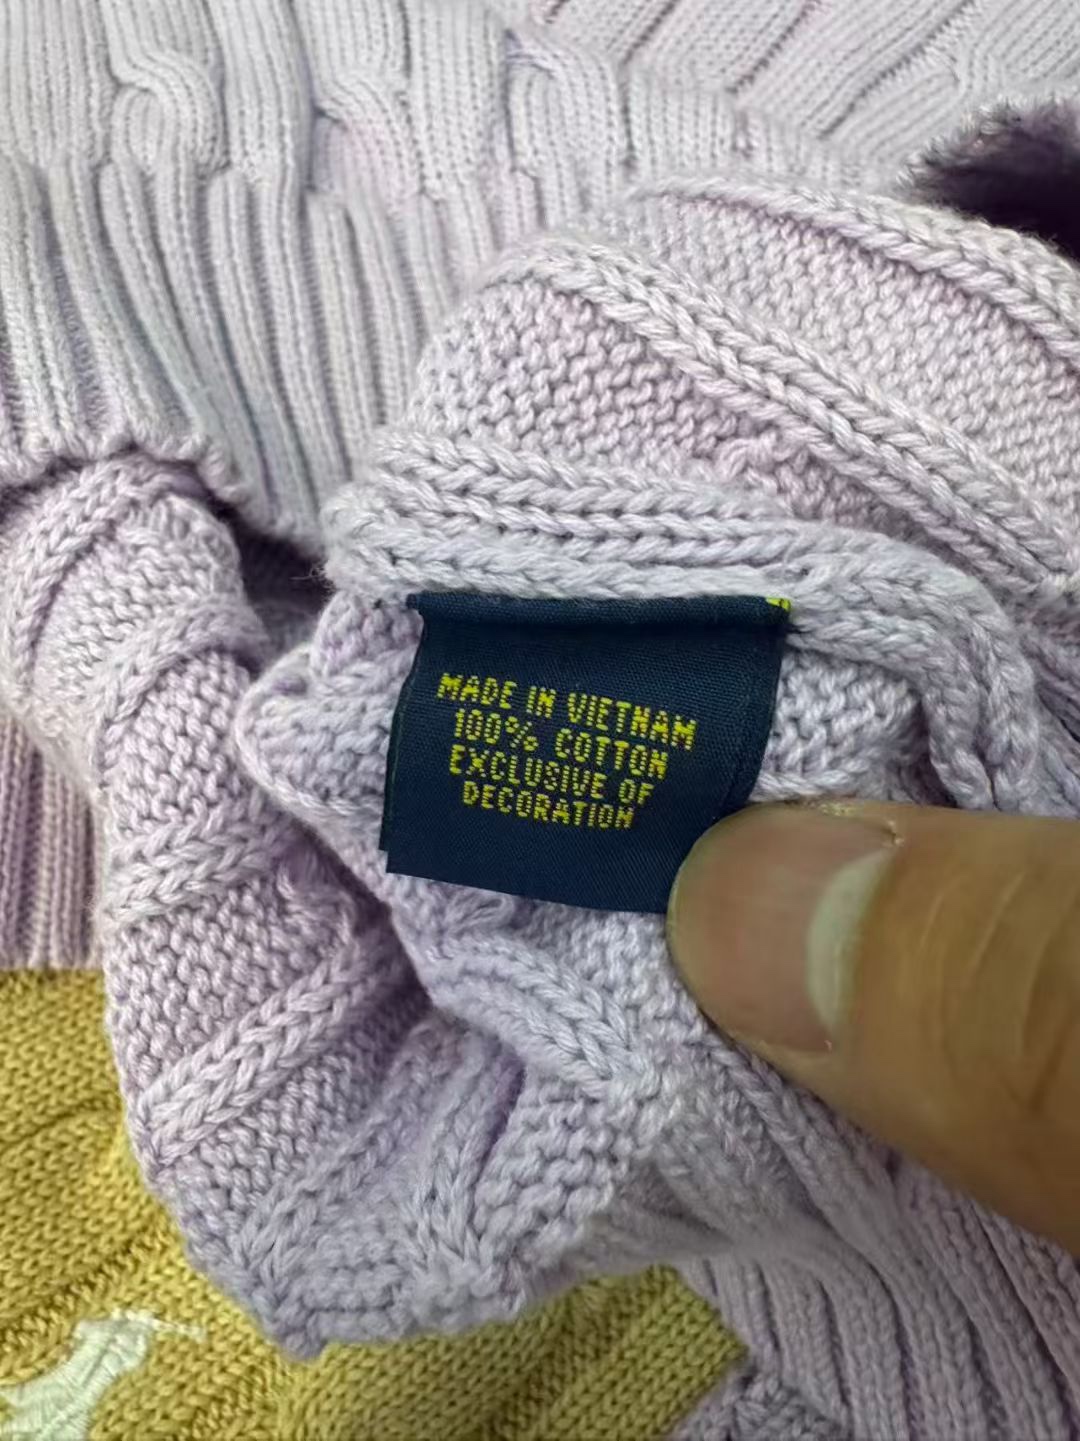 MADE IN VIETNAM
100% COTTON
EXCLUSIVE OF
DECORATION